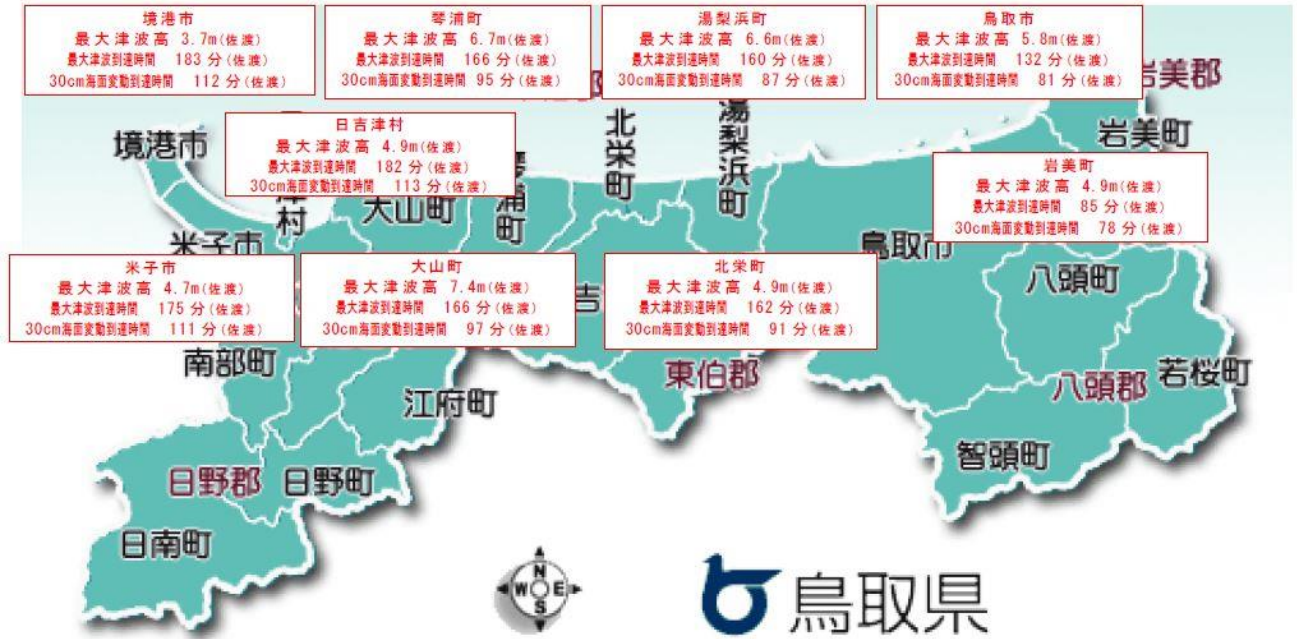 境港市
最大津波高 3.7m(佐渡)
最大津波到達時間 183 分(佐渡)
30cm海面変動到達時間 112 分(佐渡)
琴浦町
最大津波高 6.7m(佐渡)
最大津波到達時間 166 分(佐渡)
30cm海面変動到達時間 95 分(佐渡)
湯梨浜町
最大津波高 6.6m(佐渡)
最大津波到達時間 160 分(佐渡)
30cm海面変動到達時間 87 分(佐渡)
鳥取市
最大津波高 5.8m(佐渡)
最大津波到達時間 132 分(佐渡)
30cm海面変動到達時間 81 分(佐渡)
岩美郡
岩美町
境港市
日吉津村
最大津波高 4.9m(佐渡)
最大津波到達時間 182 分(佐渡)
30cm海面変動到達時間 113 分(佐渡)
津村
大山町
浦町
北栄町
湯梨浜町
岩美町
最大津波高 4.9m(佐渡)
最大津波到達時間 85 分(佐渡)
30cm海面変動到達時間 78 分(佐渡)
米子市
鳥取市
米子市
最大津波高 4.7m(佐渡)
最大津波到達時間 175 分(佐渡)
30cm海面変動到達時間 111 分(佐渡)
大山町
最大津波高 7.4m(佐渡)
最大津波到達時間 166 分(佐渡)
30cm海面変動到達時間 97 分(佐渡)
吉
北栄町
最大津波高 4.9m(佐渡)
最大津波到達時間 162 分(佐渡)
30cm海面変動到達時間 91 分(佐渡)
八頭町
南部町
江府町
東伯郡
八頭郡
若桜町
智頭町
日野郡
日野町
日南町
N
W E
S
鳥取県